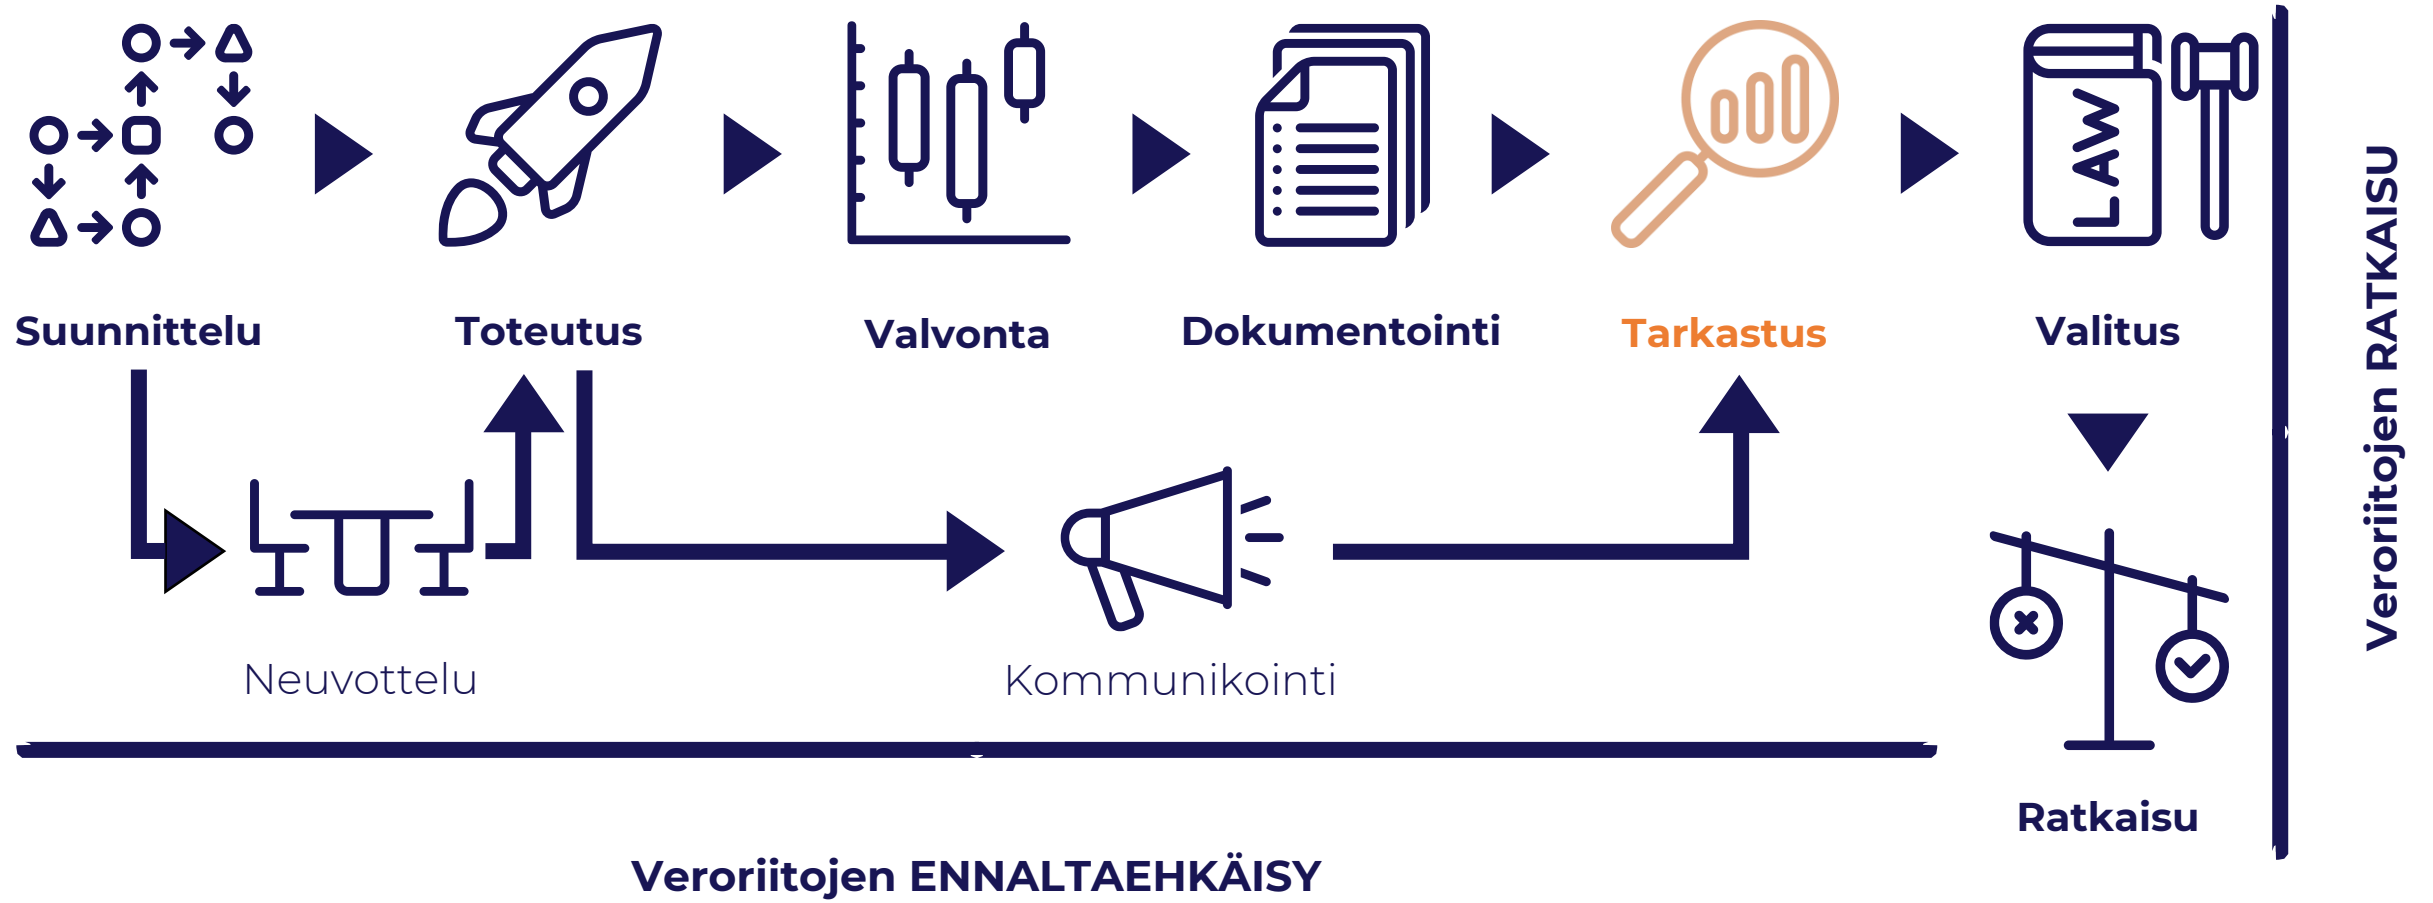 LAW
Suunnittelu
Toteutus
Valvonta
Dokumentointi
Tarkastus
Valitus
Neuvottelu
Kommunikointi
Ratkaisu
Veroriitojen ENNALTAEHKÄISY
Veroriitojen RATKAISU